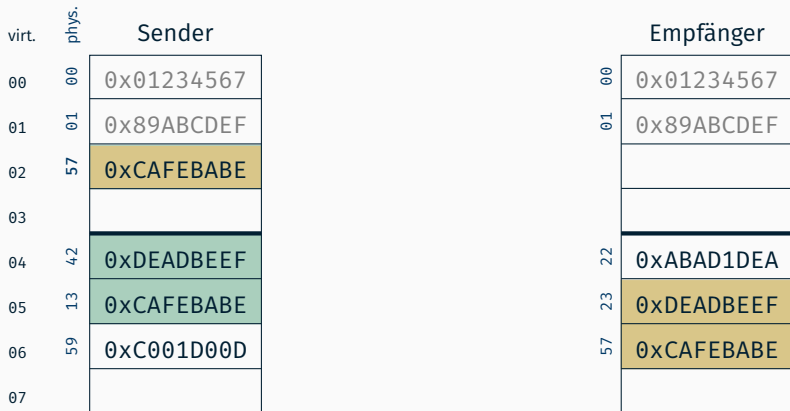 virt. phys. Sender Empfänger
00 00 0x01234567 00 0x01234567
01 01 0x89ABCDEF 01 0x89ABCDEF
02 57 0xCAFEBABE
03
04 42 0xDEADBEEF 22 0xABAD1DEA
05 13 0xCAFEBABE 23 0xDEADBEEF
06 59 0xC001D00D 57 0xCAFEBABE
07